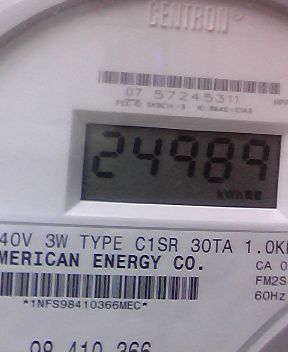 CENTRON
07 57245311
24989
kWh
40V 3W TYPE C1SR 30TA 1.0K
MERICAN ENERGY CO.
CA 0
FM2S
*1NFS98410366MEC*
60Hz
98 410 366